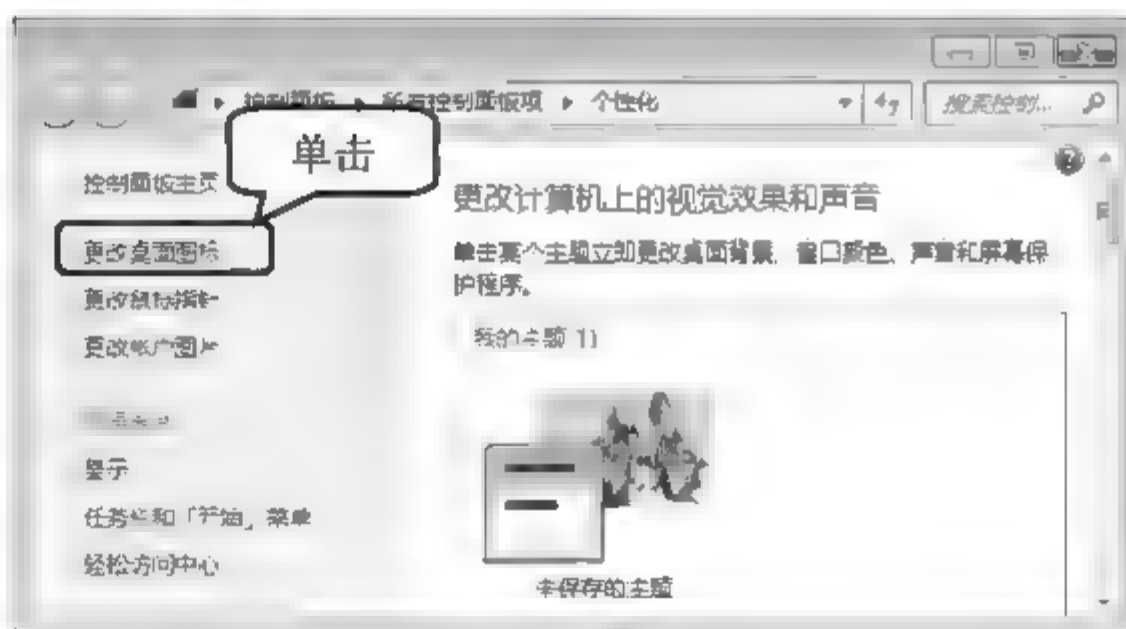 控制面板 ▸ 所有控制面板项 ▸ 个性化
搜索控制...
单击
控制面板主页
更改桌面图标
更改鼠标指针
更改帐户图片
显示
任务栏和「开始」菜单
轻松访问中心
更改计算机上的视觉效果和声音
单击某个主题立即更改桌面背景、窗口颜色、声音和屏幕保
护程序。
我的主题 (1)
未保存的主题